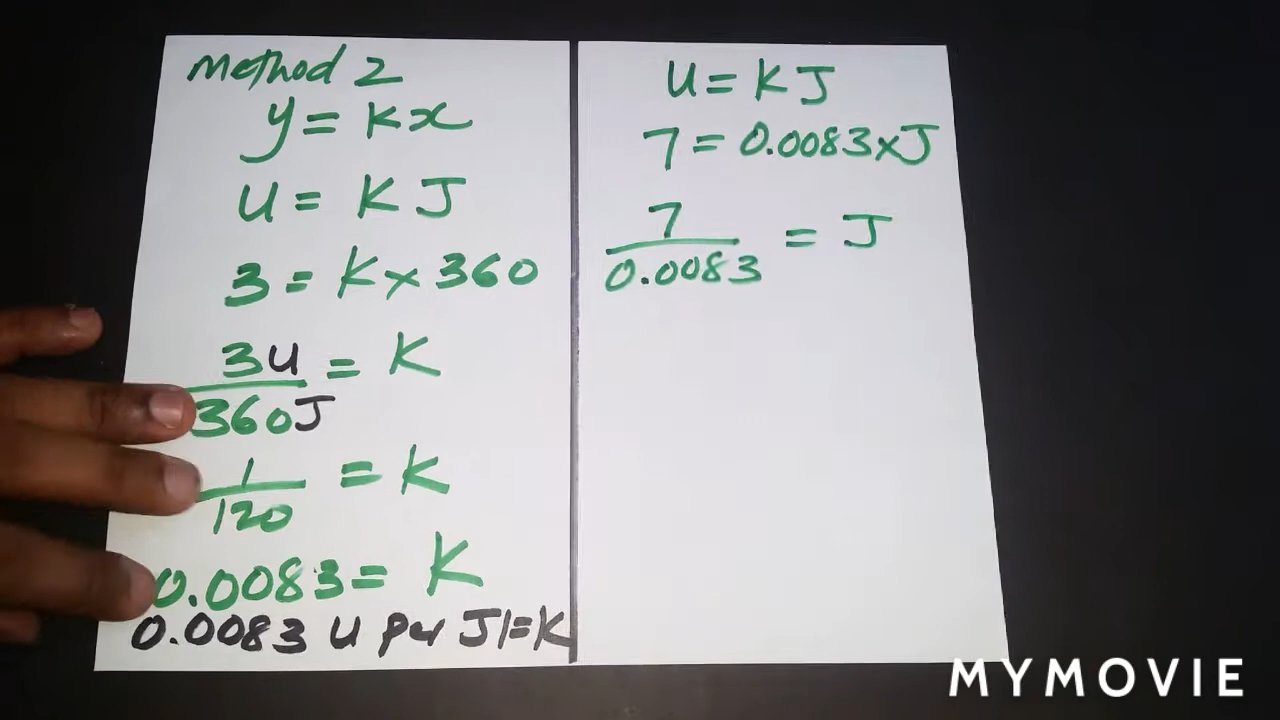 Method 2
y = Kx
U = KJ
3 = K x 360
3U
360J
= K
1
120
= K
0.0083 = K
0.0083 U per J = K
U = KJ
7 = 0.0083 x J
7
0.0083
= J
MYMOVIE